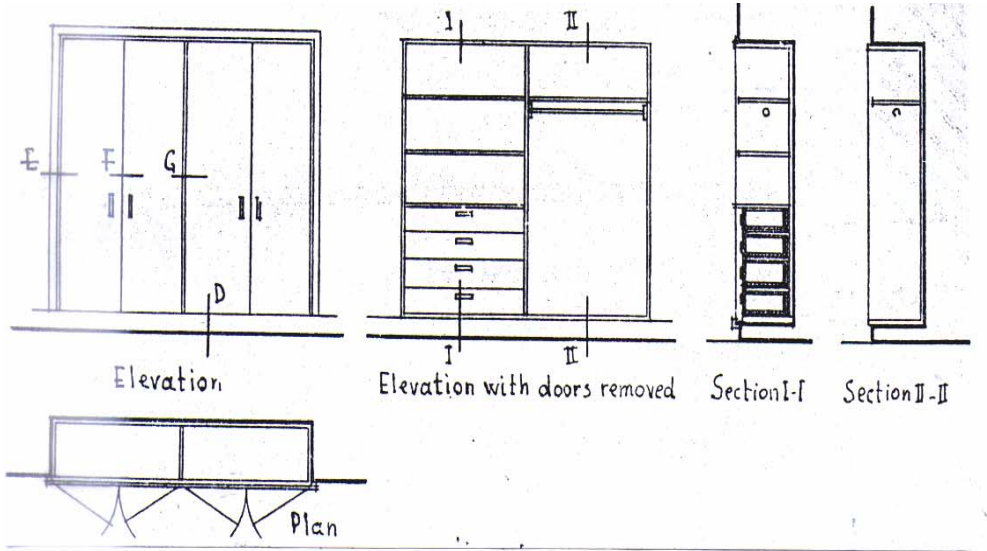 I
II
E
F
G
D
I
II
Elevation
Elevation with doors removed
Section I-I
Section II-II
Plan